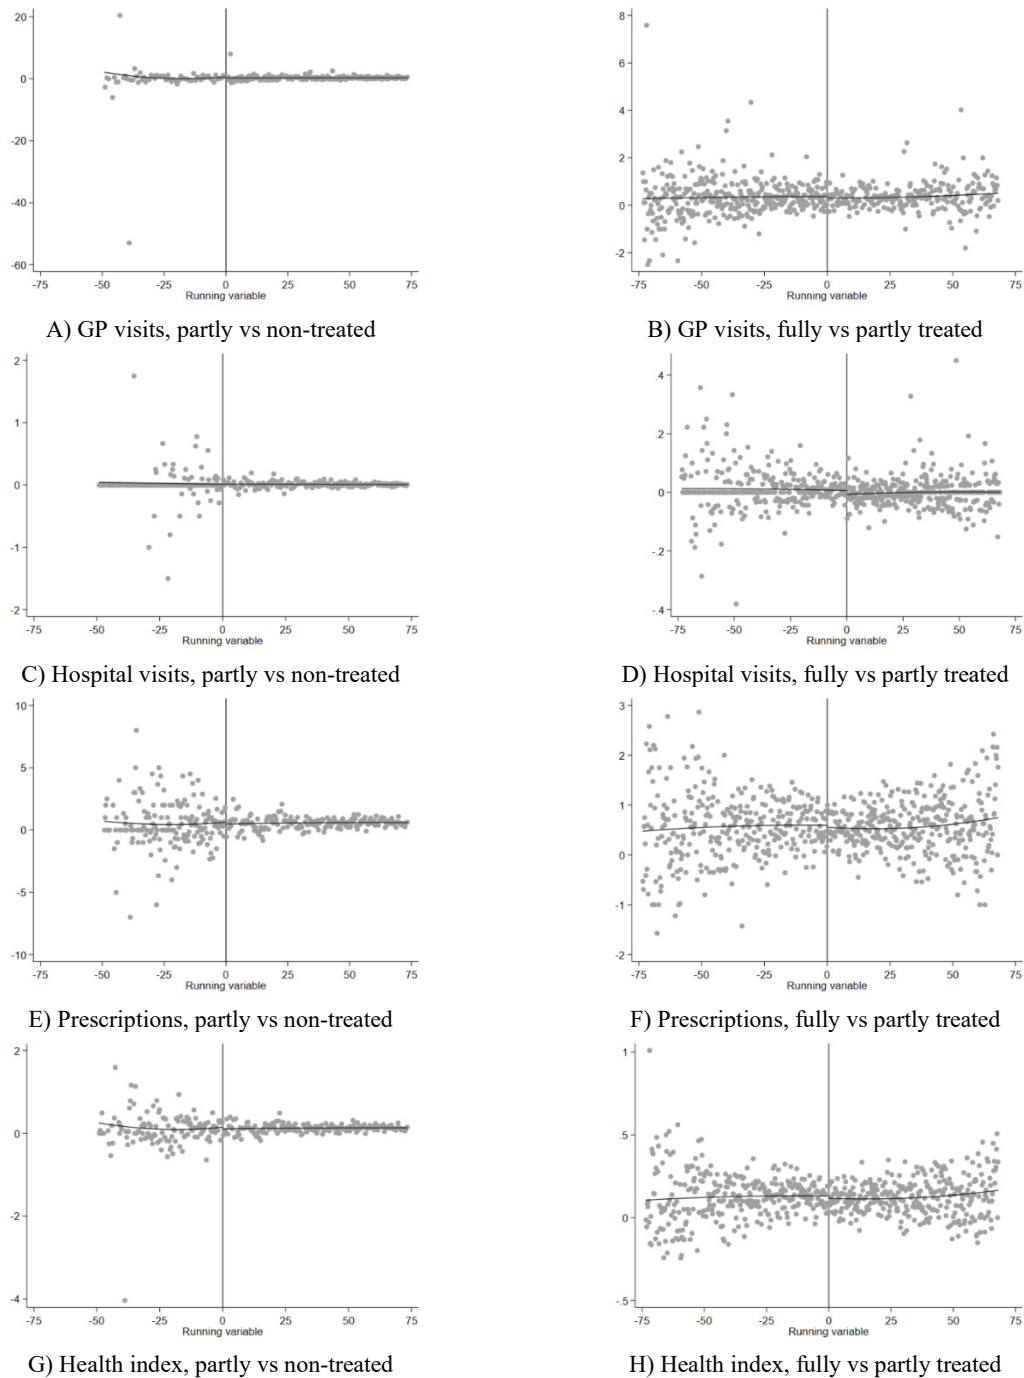 20
0
-20
-40
-60
-75 -50 -25 0 25 50 75
Running variable
A) GP visits, partly vs non-treated
8
6
4
2
0
-2
-75 -50 -25 0 25 50 75
Running variable
B) GP visits, fully vs partly treated
2
1
0
-1
-2
-75 -50 -25 0 25 50 75
Running variable
C) Hospital visits, partly vs non-treated
.4
.2
0
-.2
-.4
-75 -50 -25 0 25 50 75
Running variable
D) Hospital visits, fully vs partly treated
10
5
0
-5
-10
-75 -50 -25 0 25 50 75
Running variable
E) Prescriptions, partly vs non-treated
3
2
1
0
-1
-2
-75 -50 -25 0 25 50 75
Running variable
F) Prescriptions, fully vs partly treated
2
0
-2
-4
-75 -50 -25 0 25 50 75
Running variable
G) Health index, partly vs non-treated
1
.5
0
-.5
-75 -50 -25 0 25 50 75
Running variable
H) Health index, fully vs partly treated